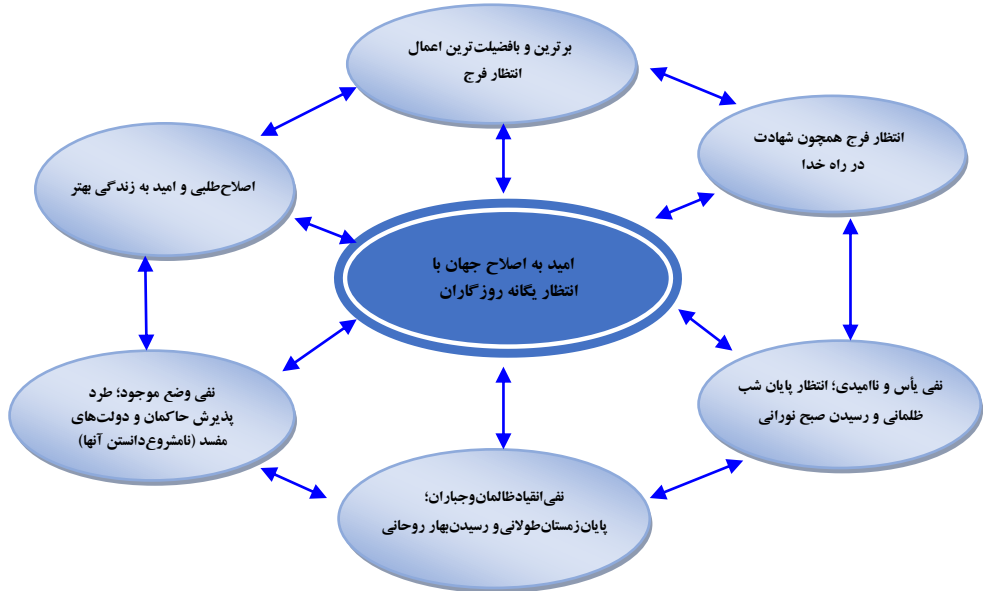 برترین و بافضیلت‌ترین اعمال
انتظار فرج
انتظار فرج همچون شهادت
در راه خدا
اصلاح‌طلبی و امید به زندگی بهتر
امید به اصلاح جهان با
انتظار یگانه روزگاران
نفی یأس و ناامیدی؛ انتظار پایان شب
ظلمانی و رسیدن صبح نورانی
نفی وضع موجود؛ طرد
پذیرش حاکمان و دولت‌های
مفسد (نامشروع‌دانستن آنها)
نفی‌انقیادظالمان‌وجباران؛
پایان‌زمستان‌طولانی‌و رسیدن‌بهار روحانی